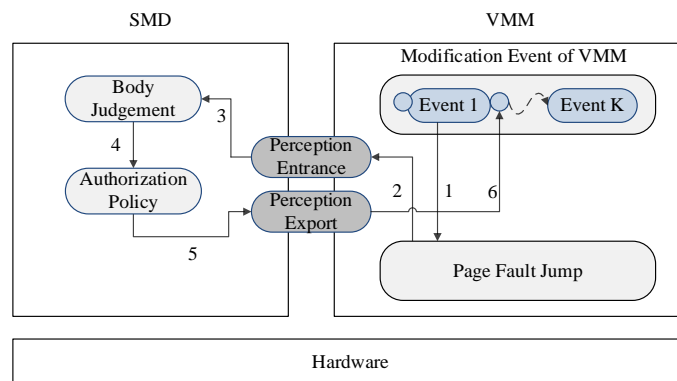 SMD
VMM
Modification Event of VMM
Body
Judgement
Event 1
Event K
3
4
Perception
Entrance
Authorization
Policy
2
1
6
Perception
Export
5
Page Fault Jump
Hardware